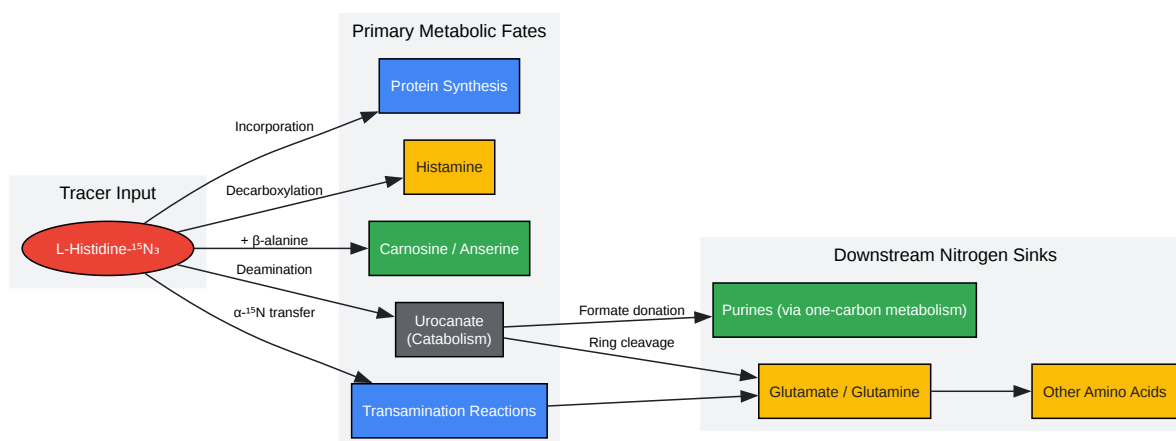 Primary Metabolic Fates
Protein Synthesis
Incorporation
Histamine
Decarboxylation
Tracer Input
L-Histidine-¹⁵N₃
+ β-alanine
Carnosine / Anserine
Downstream Nitrogen Sinks
Deamination
Urocanate
(Catabolism)
Formate donation
Purines (via one-carbon metabolism)
α-¹⁵N transfer
Ring cleavage
Transamination Reactions
Glutamate / Glutamine
Other Amino Acids